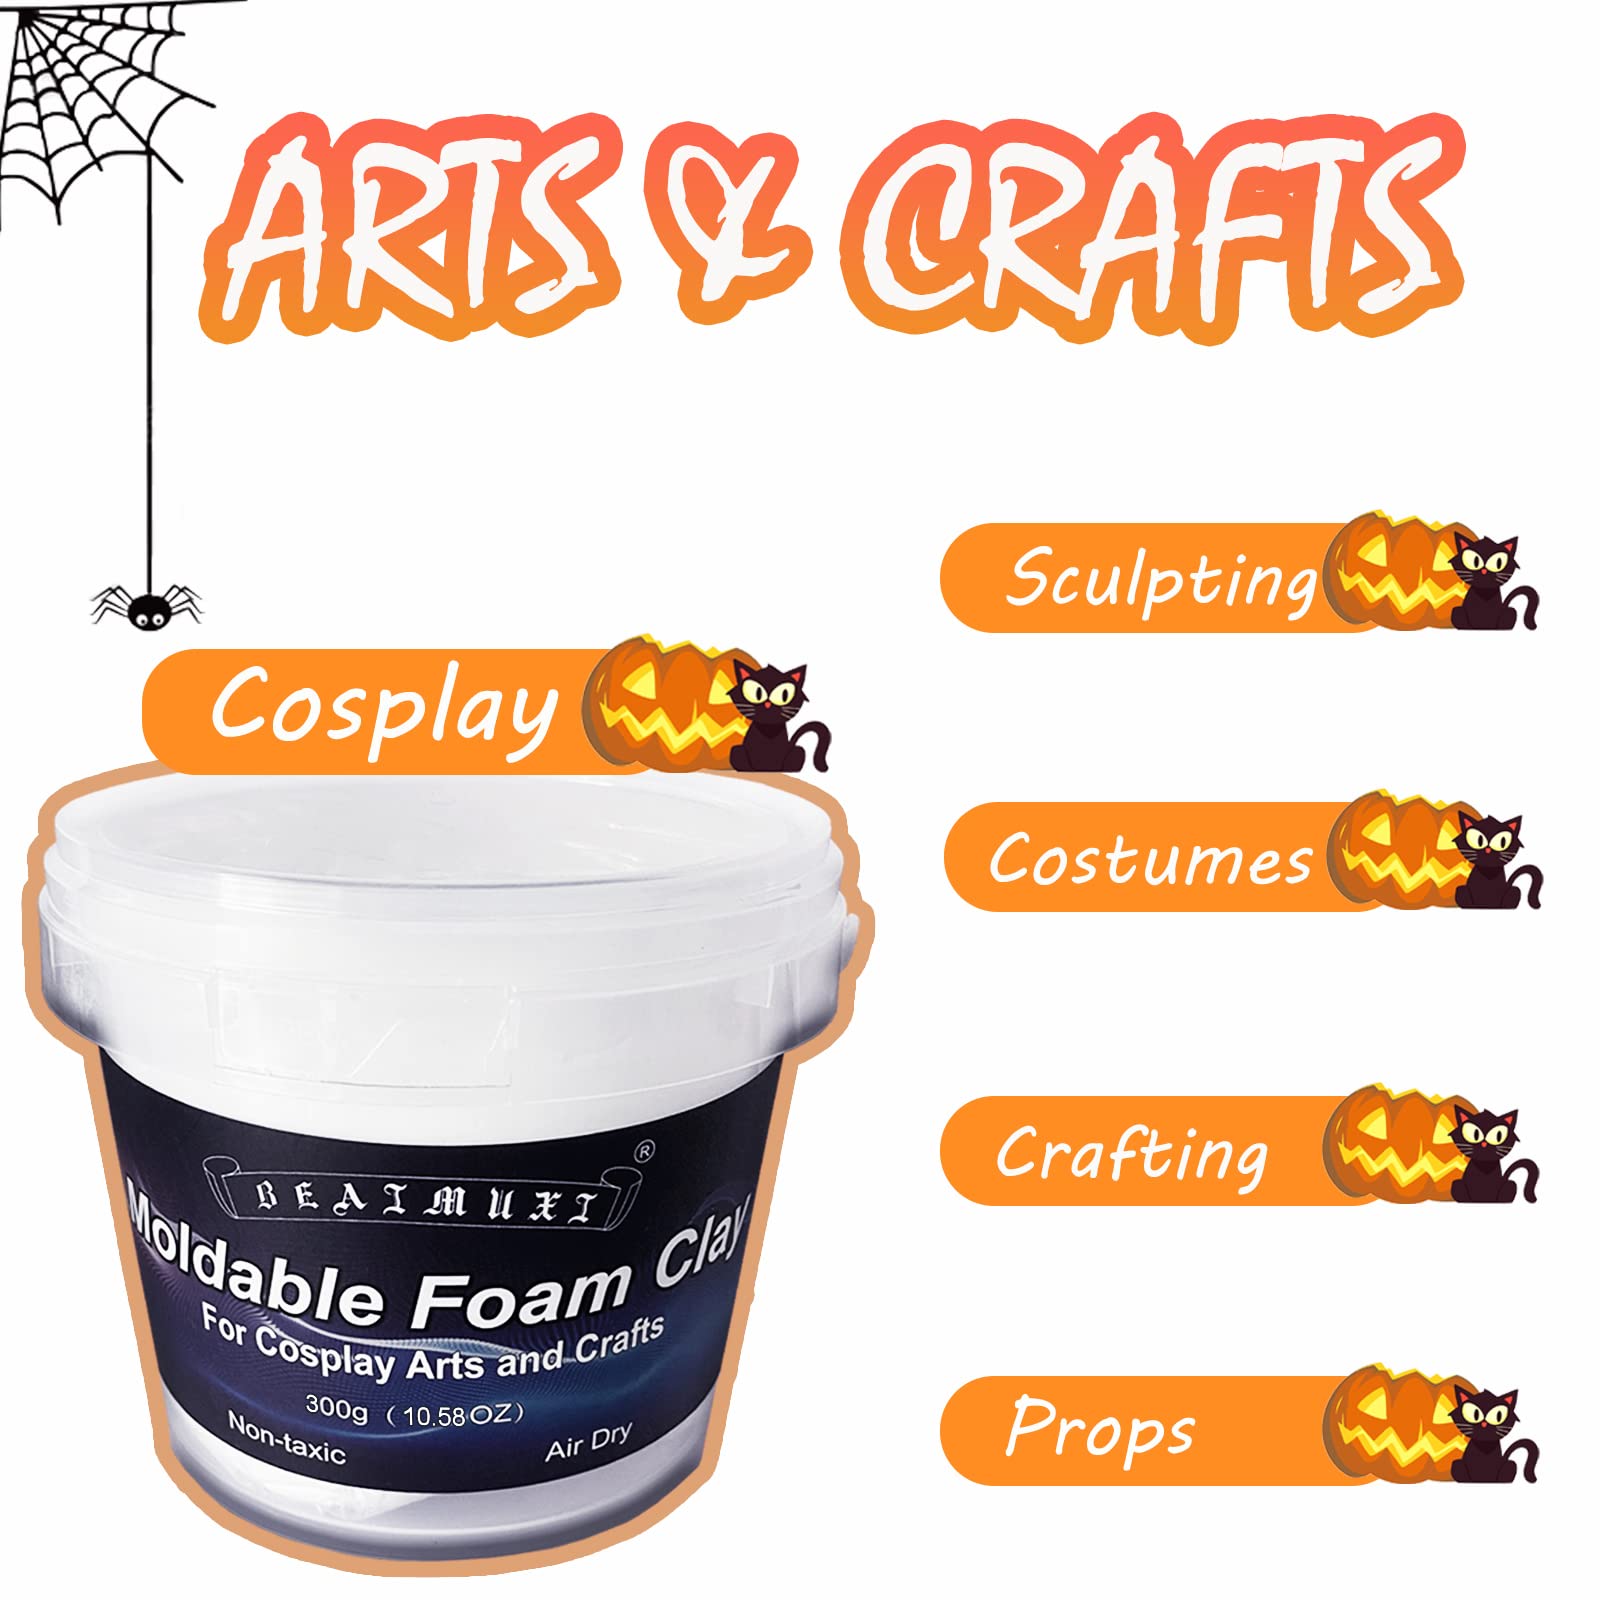 ARTS & CRAFTS
Sculpting
Cosplay
Costumes
Crafting
Props
BEATMUXI ®
Moldable Foam Clay
For Cosplay Arts and Crafts
300g (10.58OZ)
Non-taxic
Air Dry